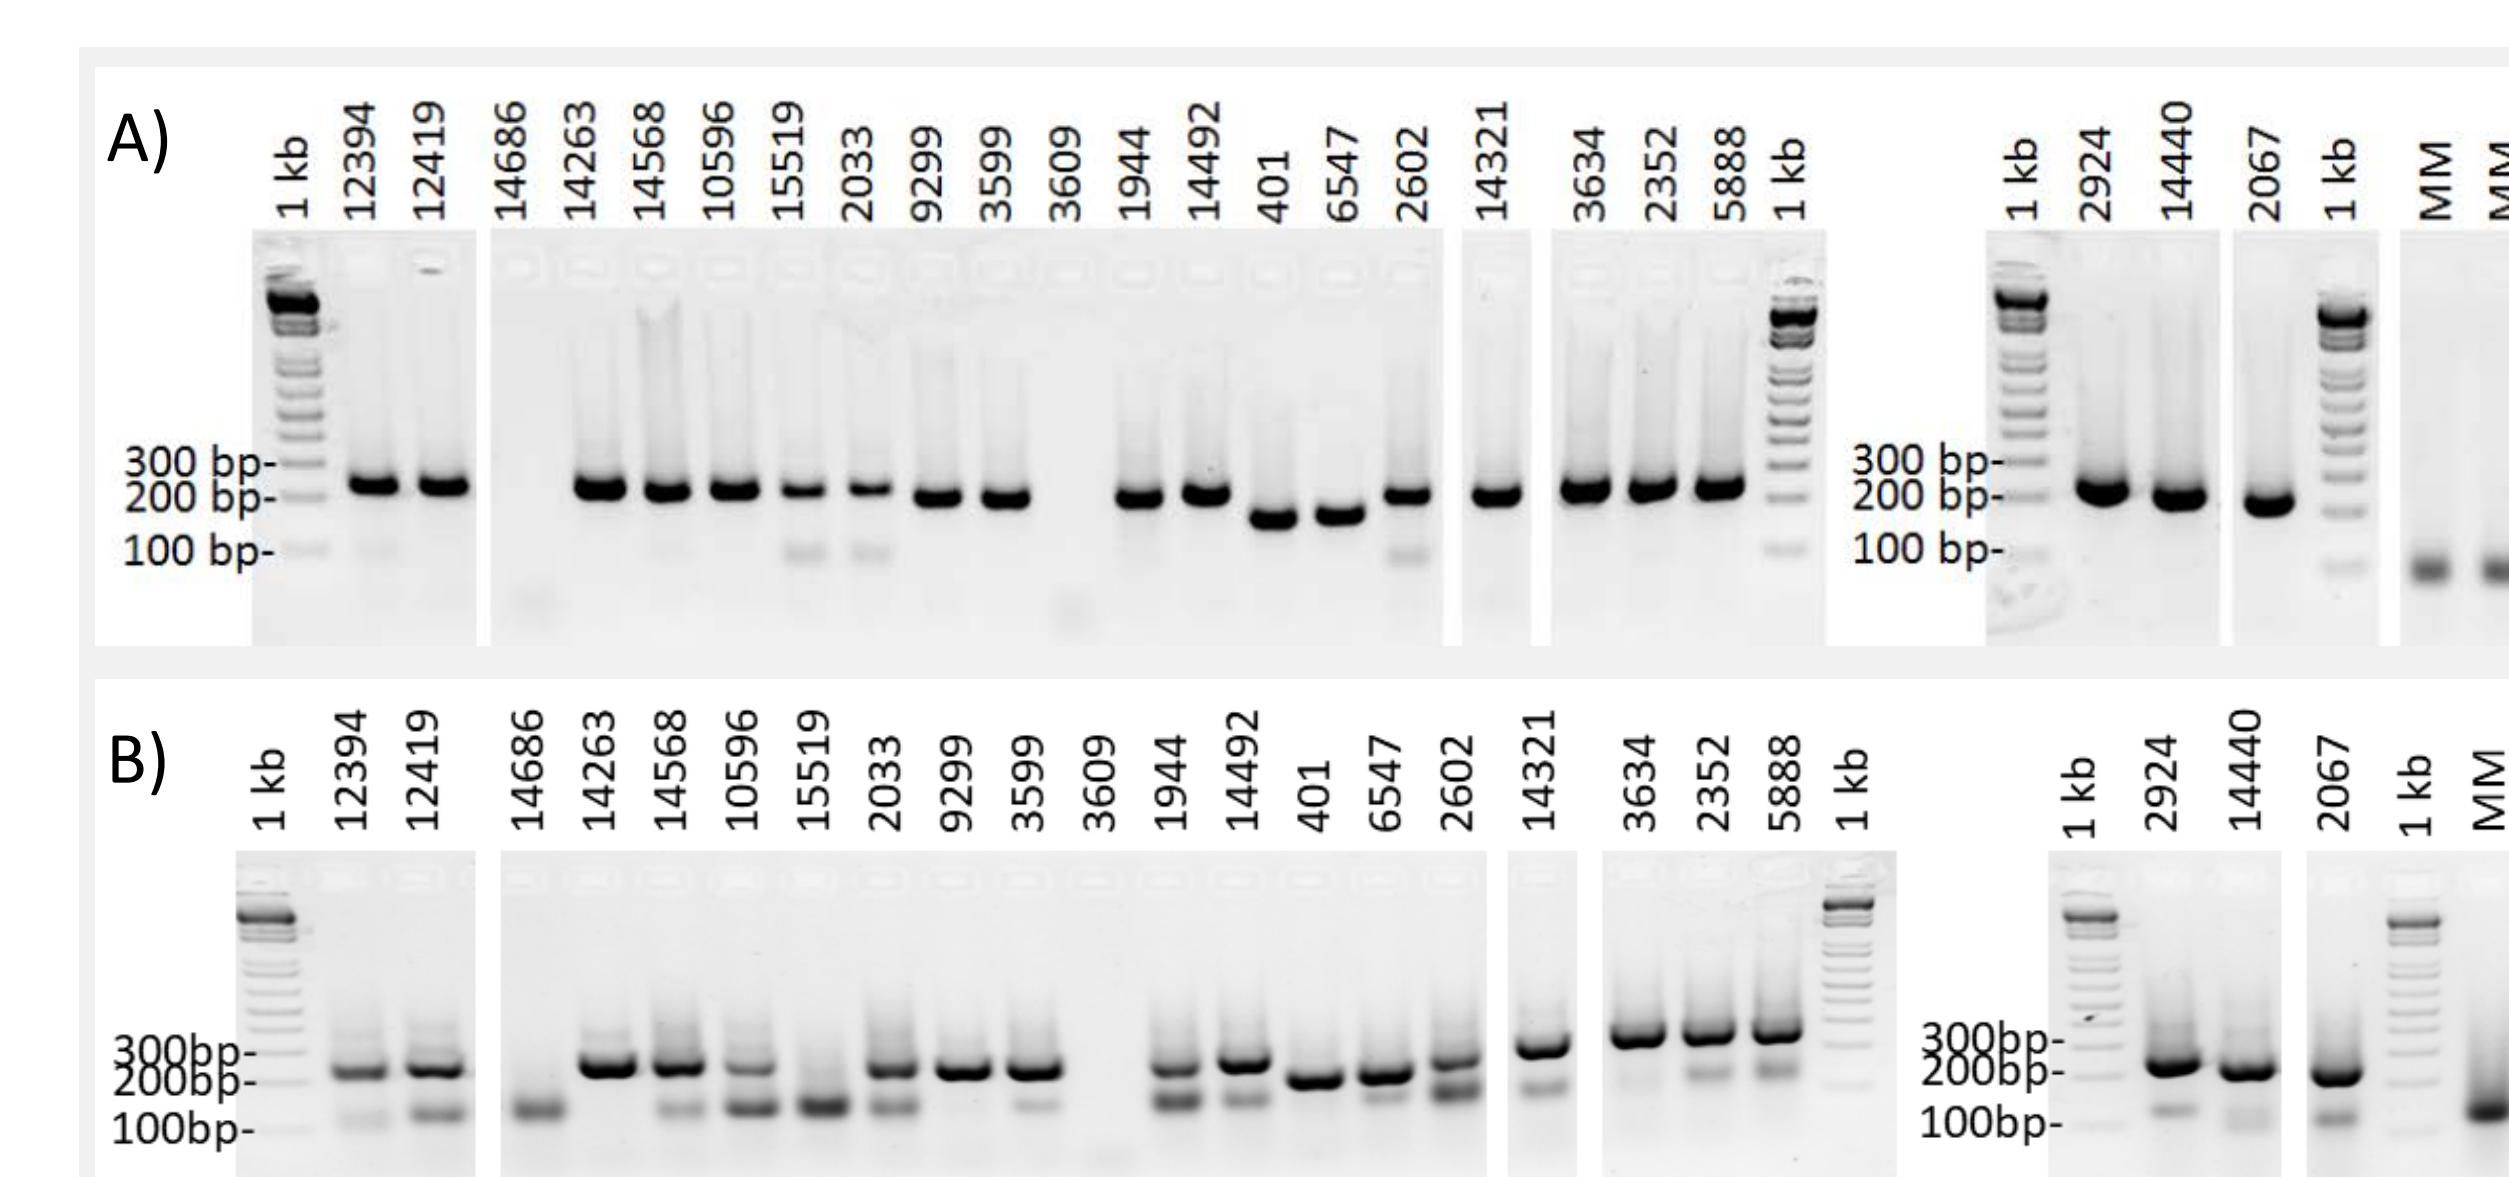 A)
1 kb 12394 12419 14686 14263 14568 10596 15519 2033 9299 3599 3609 1944 14492 401 6547 2602 14321 3634 2352 5888 1 kb 1 kb 2924 14440 2067 1 kb MM MM
300 bp- 300 bp-
200 bp- 200 bp-
100 bp- 100 bp-
B)
1 kb 12394 12419 14686 14263 14568 10596 15519 2033 9299 3599 3609 1944 14492 401 6547 2602 14321 3634 2352 5888 1 kb 1 kb 2924 14440 2067 1 kb MM
300bp- 300bp-
200bp- 200bp-
100bp- 100bp-